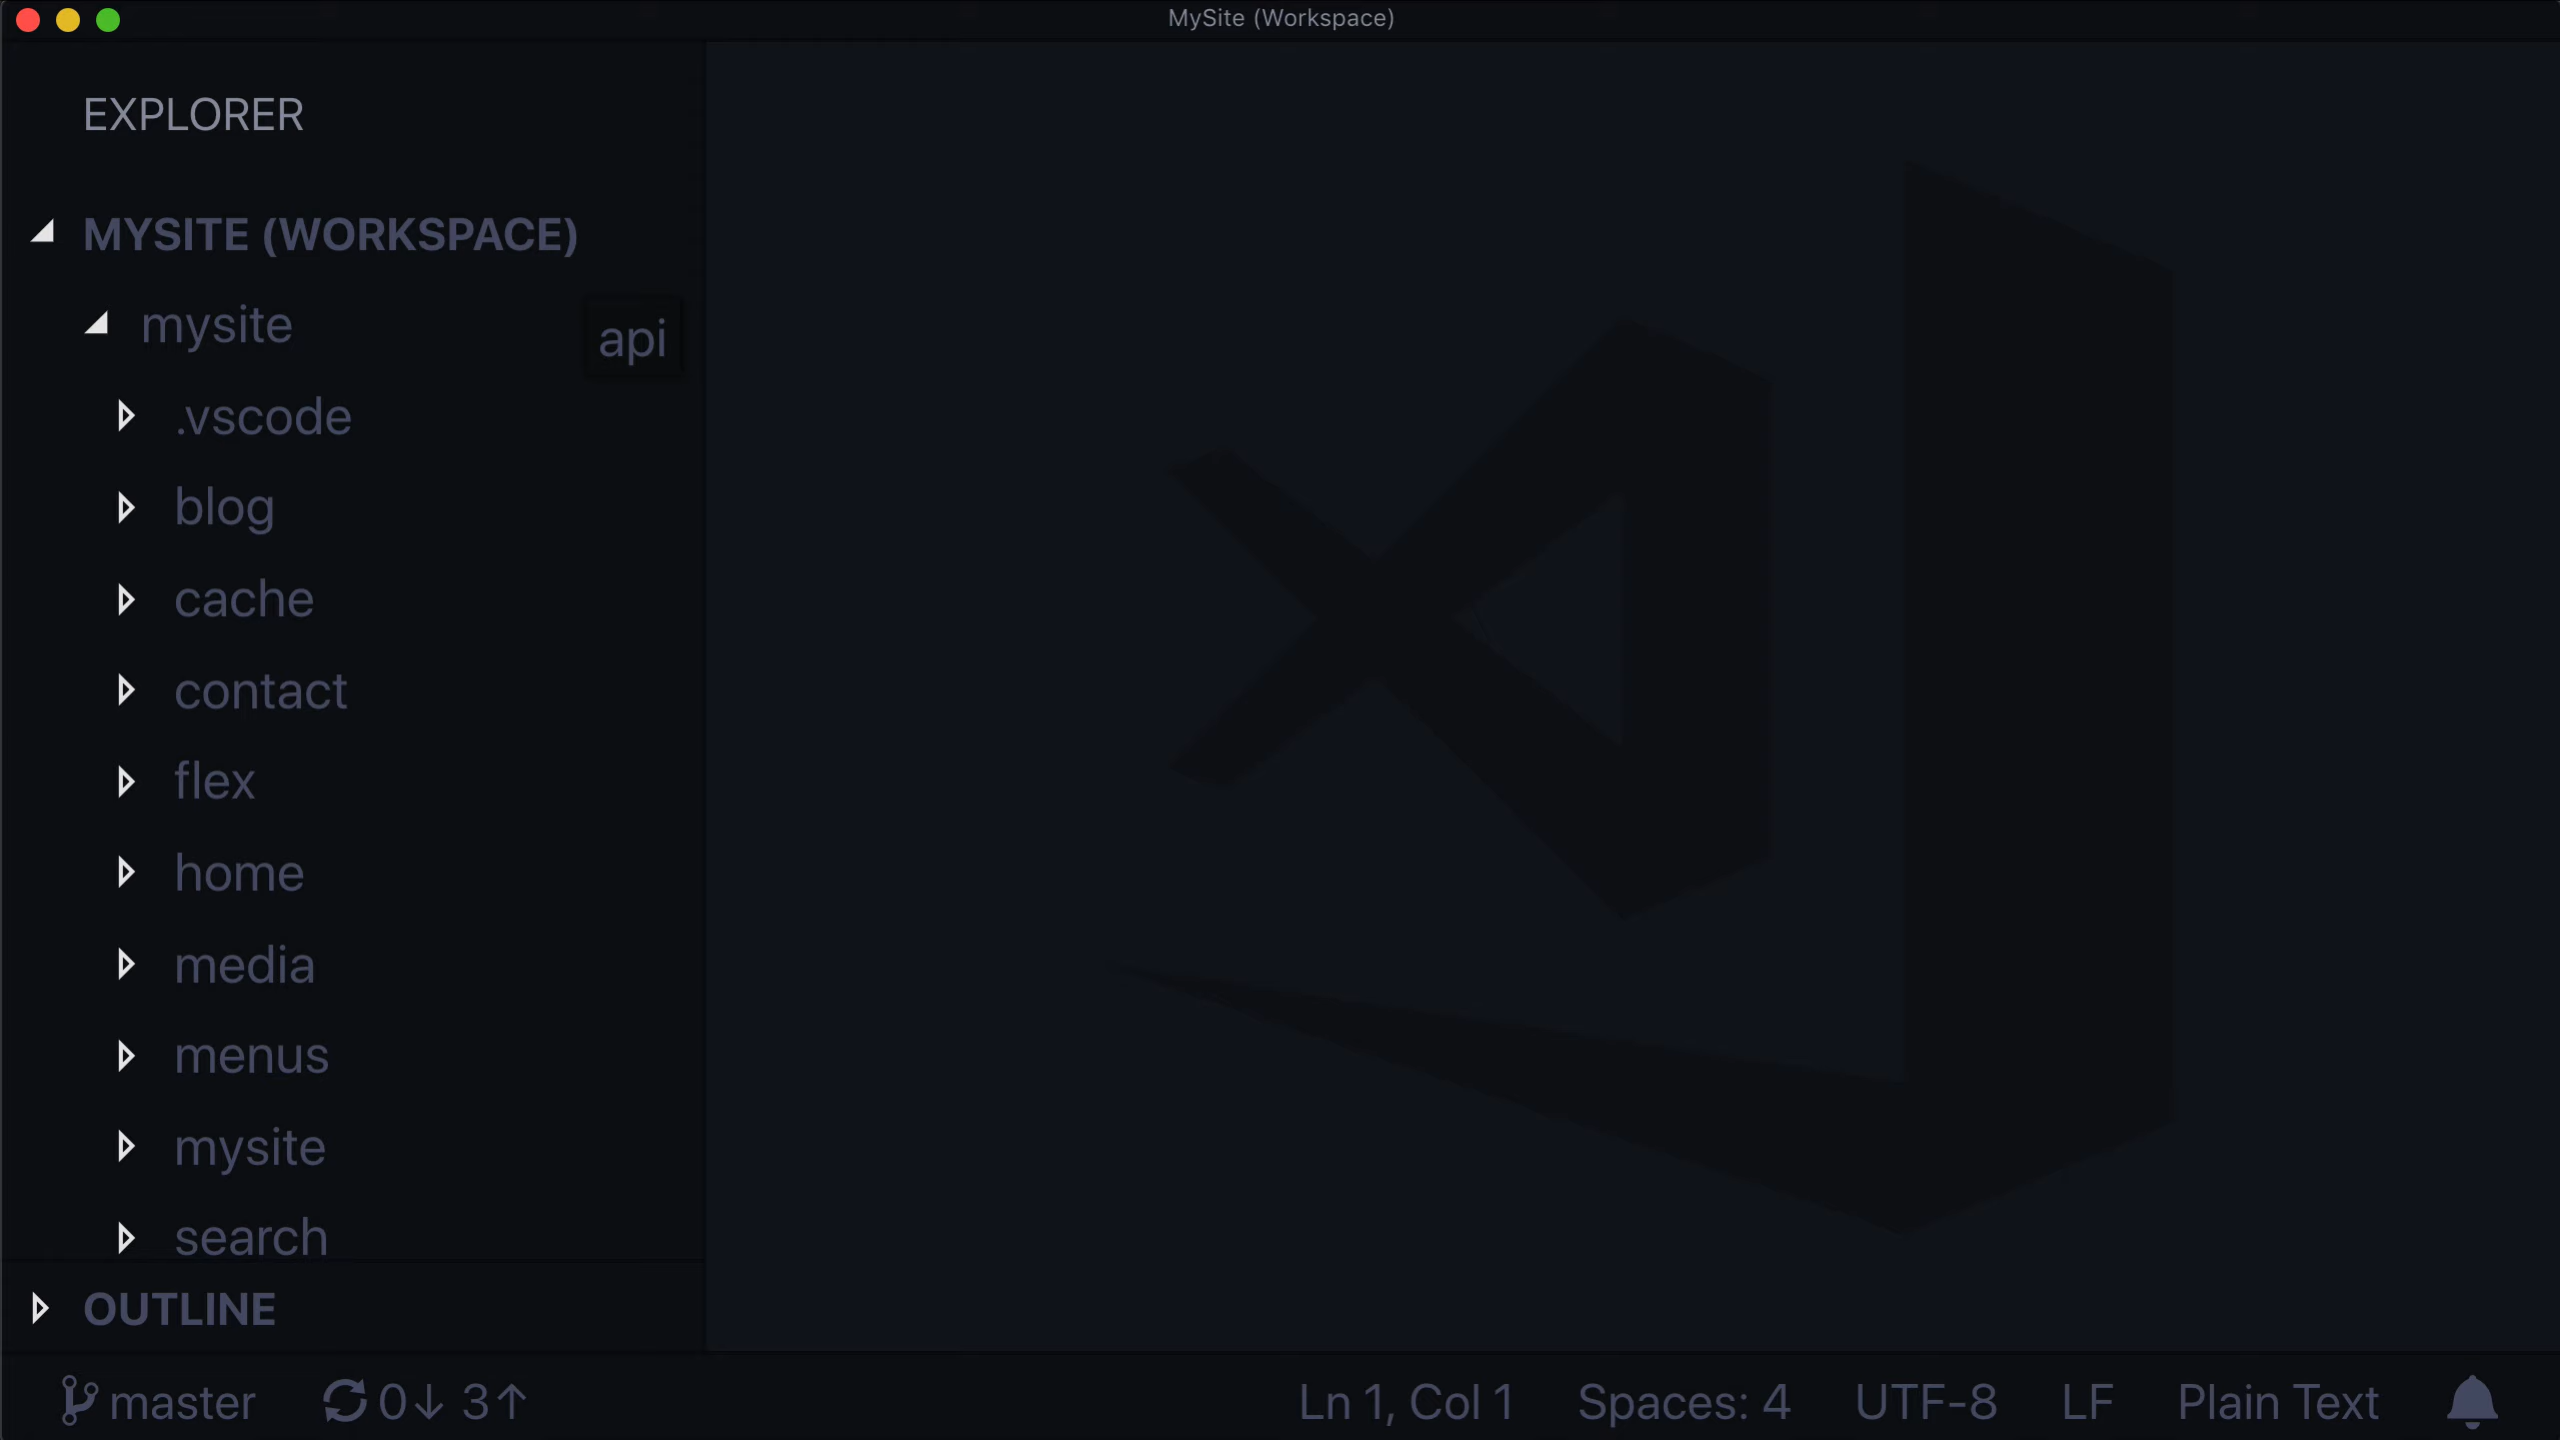 MySite (Workspace)
EXPLORER
MYSITE (WORKSPACE)
mysite
api
.vscode
blog
cache
contact
flex
home
media
menus
mysite
search
OUTLINE
master 0↓ 3↑ Ln 1, Col 1 Spaces: 4 UTF-8 LF Plain Text